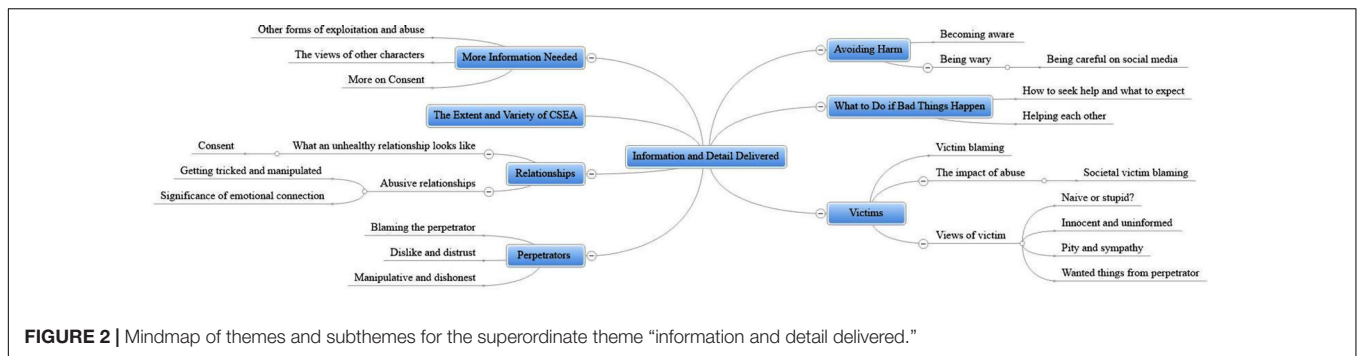 Other forms of exploitation and abuse
The views of other characters
More on Consent
More Information Needed
The Extent and Variety of CSEA
Consent
What an unhealthy relationship looks like
Getting tricked and manipulated
Significance of emotional connection
Abusive relationships
Relationships
Blaming the perpetrator
Dislike and distrust
Manipulative and dishonest
Perpetrators
Information and Detail Delivered
Avoiding Harm
Becoming aware
Being wary
Being careful on social media
What to Do if Bad Things Happen
How to seek help and what to expect
Helping each other
Victims
Victim blaming
The impact of abuse
Societal victim blaming
Views of victim
Naive or stupid?
Innocent and uninformed
Pity and sympathy
Wanted things from perpetrator
FIGURE 2 | Mindmap of themes and subthemes for the superordinate theme “information and detail delivered.”